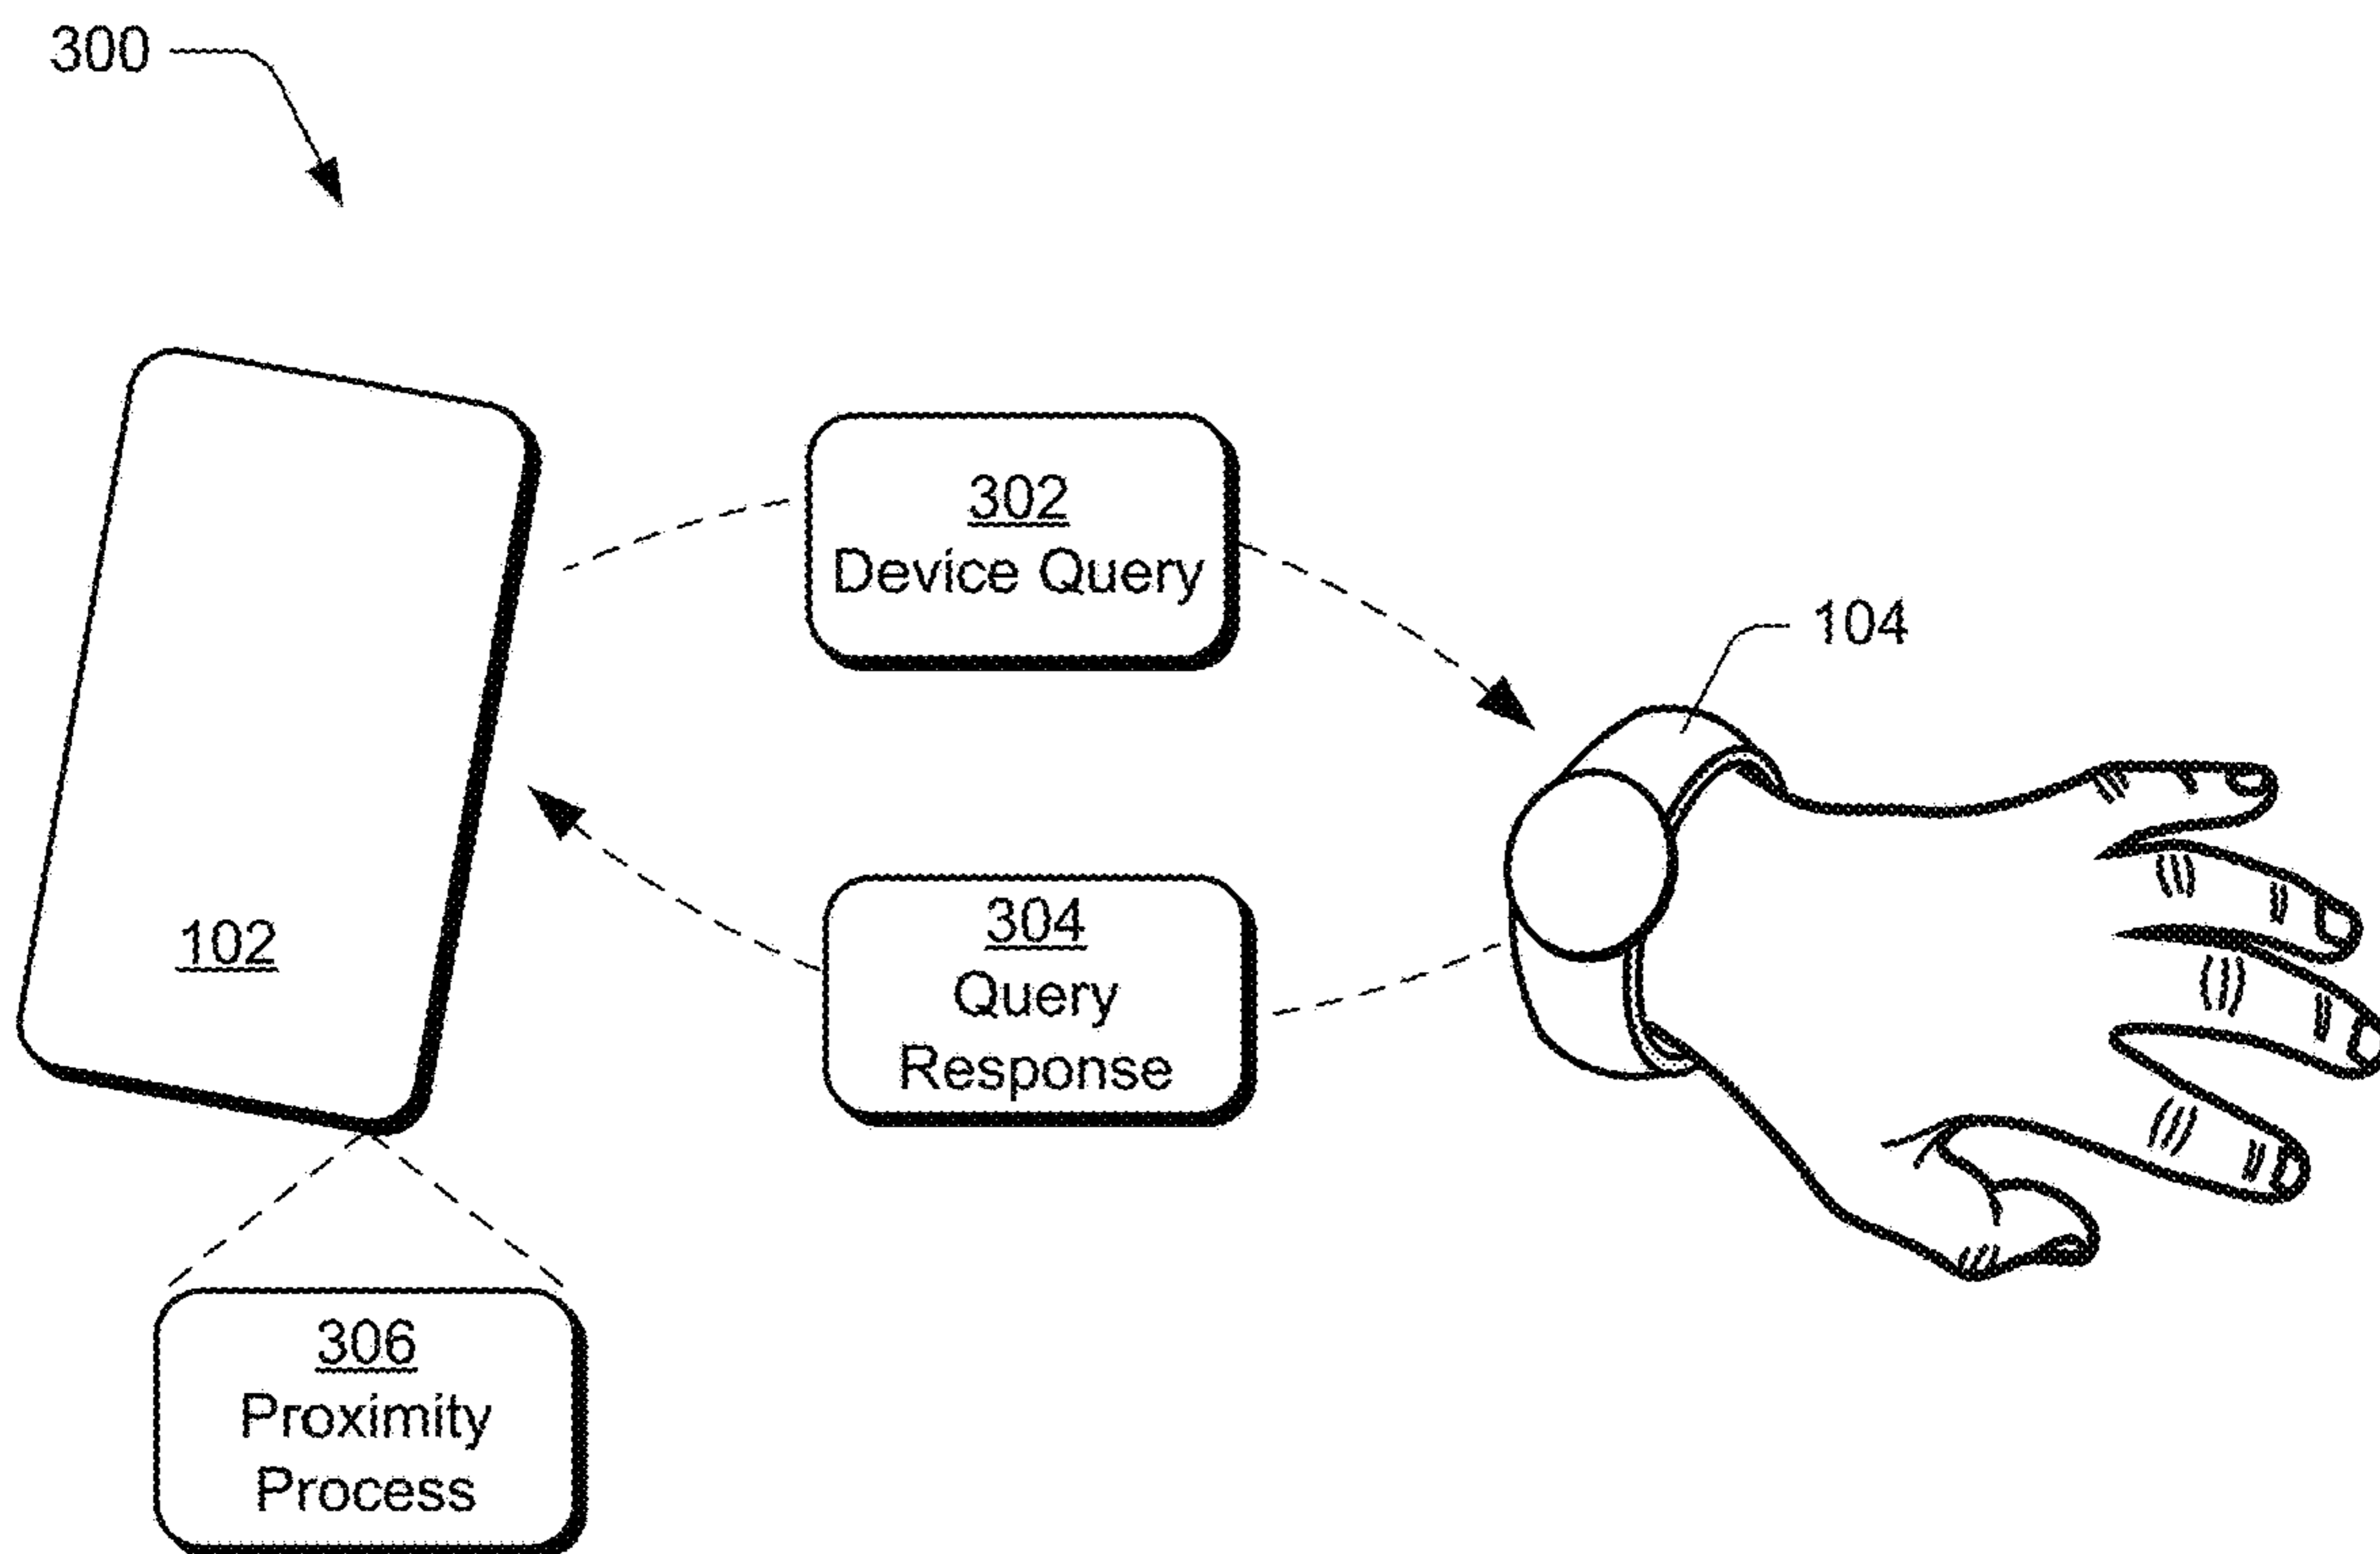 300
302
Device Query
104
102
304
Query
Response
306
Proximity
Process